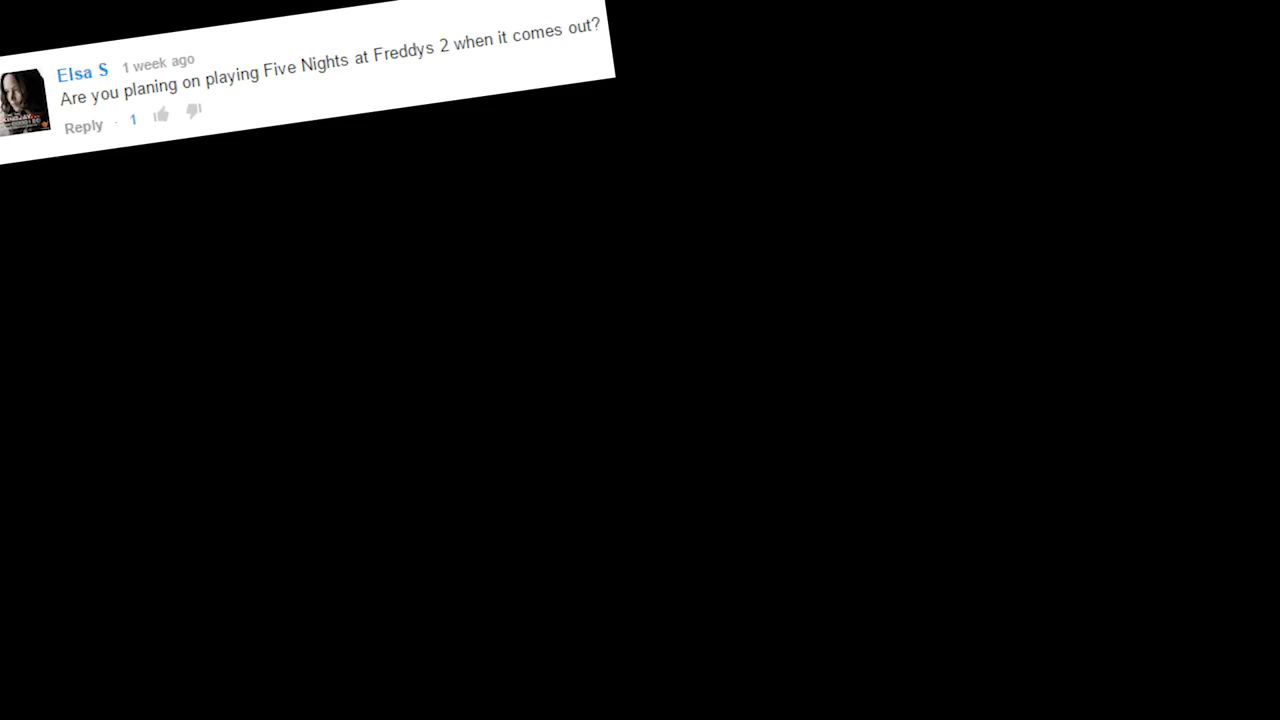 Elsa S 1 week ago
Are you planing on playing Five Nights at Freddys 2 when it comes out?
Reply · 1